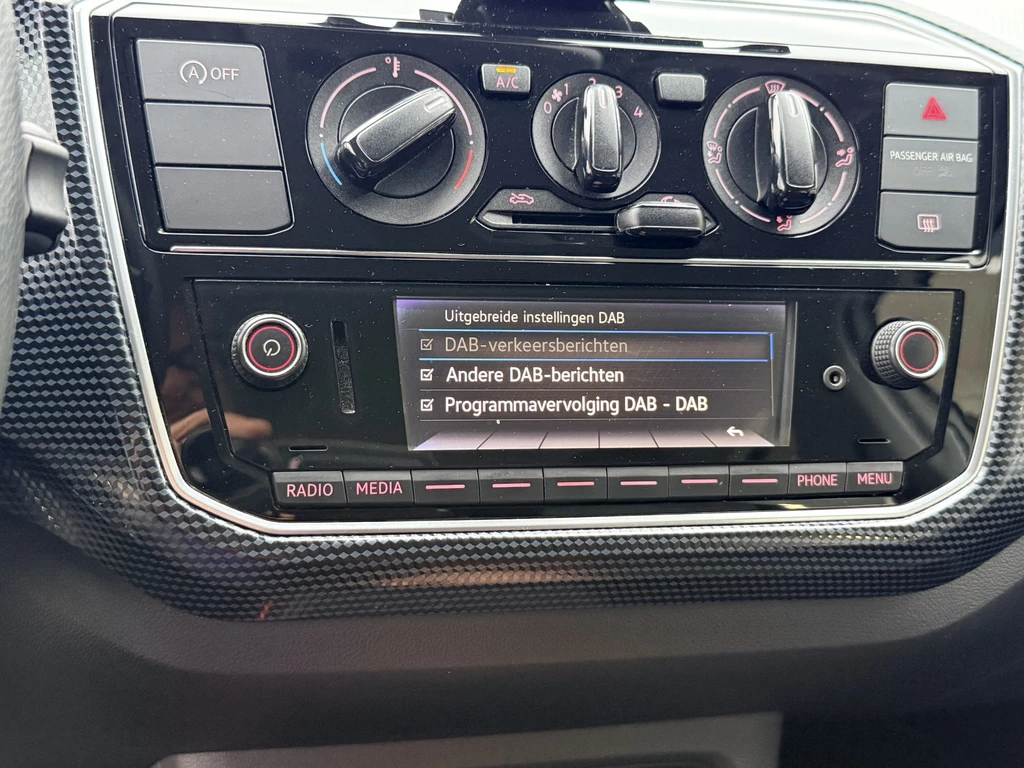 A OFF
A/C
0 1 2 3 4
PASSENGER AIR BAG
Uitgebreide instellingen DAB
DAB-verkeersberichten
Andere DAB-berichten
Programmavervolging DAB - DAB
RADIO MEDIA PHONE MENU